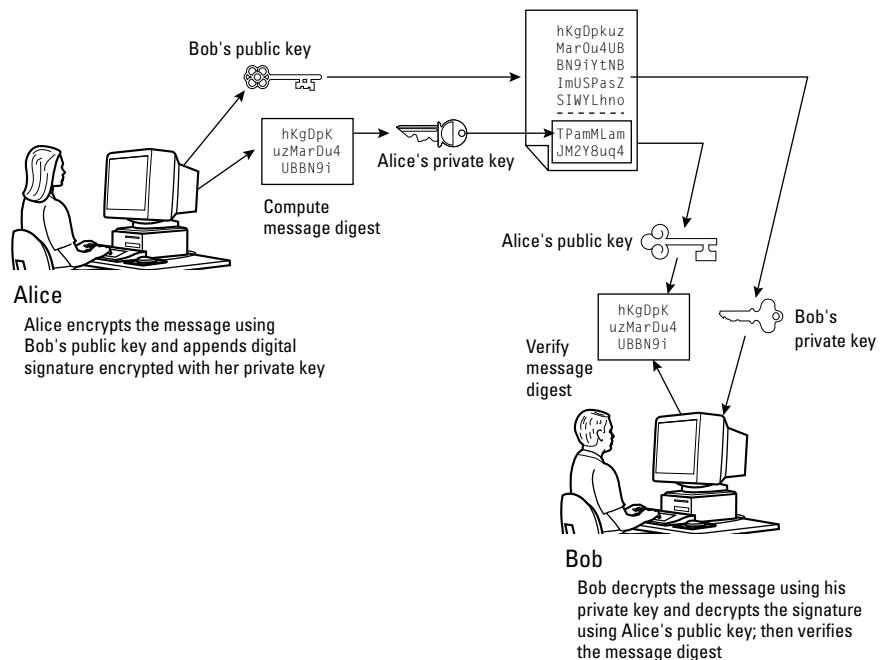 Bob's public key
hKgDpkuz
MarOu4UB
BN9iYtNB
ImUSPasZ
SIWYLhno
TPamMLam
JM2Y8uq4
hKgDpK
uzMarDu4
UBBN9i
Alice's private key
Compute
message digest
Alice's public key
Alice
Alice encrypts the message using
Bob's public key and appends digital
signature encrypted with her private key
hKgDpK
uzMarDu4
UBBN9i
Verify
message
digest
Bob's
private key
Bob
Bob decrypts the message using his
private key and decrypts the signature
using Alice's public key; then verifies
the message digest